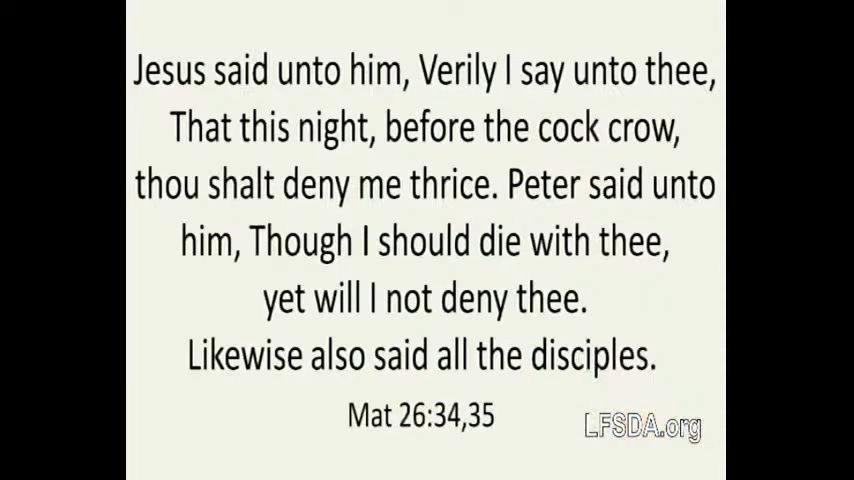 Jesus said unto him, Verily I say unto thee,
That this night, before the cock crow,
thou shalt deny me thrice. Peter said unto
him, Though I should die with thee,
yet will I not deny thee.
Likewise also said all the disciples.
Mat 26:34,35
LFSDA.org